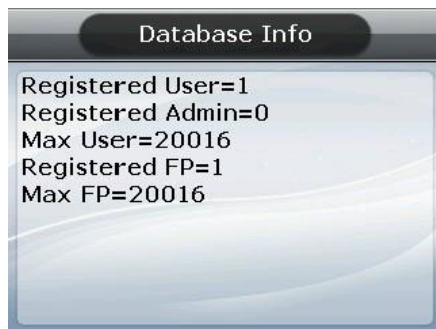 Database Info
Registered User=1
Registered Admin=0
Max User=20016
Registered FP=1
Max FP=20016